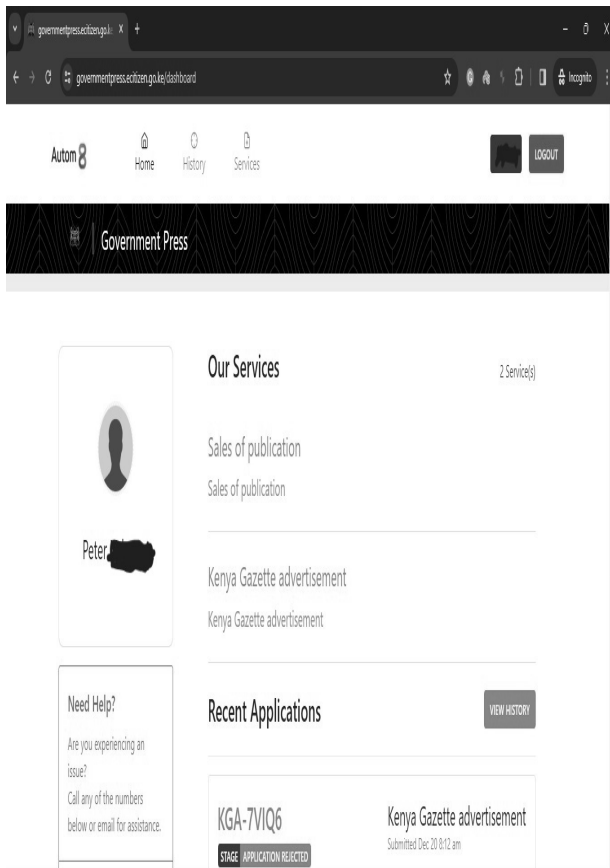 governmentpress.ecitizen.go.ke
governmentpress.ecitizen.go.ke/dashboard
Incognito
Autom8
Home
History
Services
LOGOUT
Government Press
Peter
Our Services
2 Service(s)
Sales of publication
Sales of publication
Kenya Gazette advertisement
Kenya Gazette advertisement
Need Help?
Are you experiencing an
issue?
Call any of the numbers
below or email for assistance.
Recent Applications
VIEW HISTORY
KGA-7VIQ6
STAGE APPLICATION REJECTED
Kenya Gazette advertisement
Submitted Dec 20 8:12 am